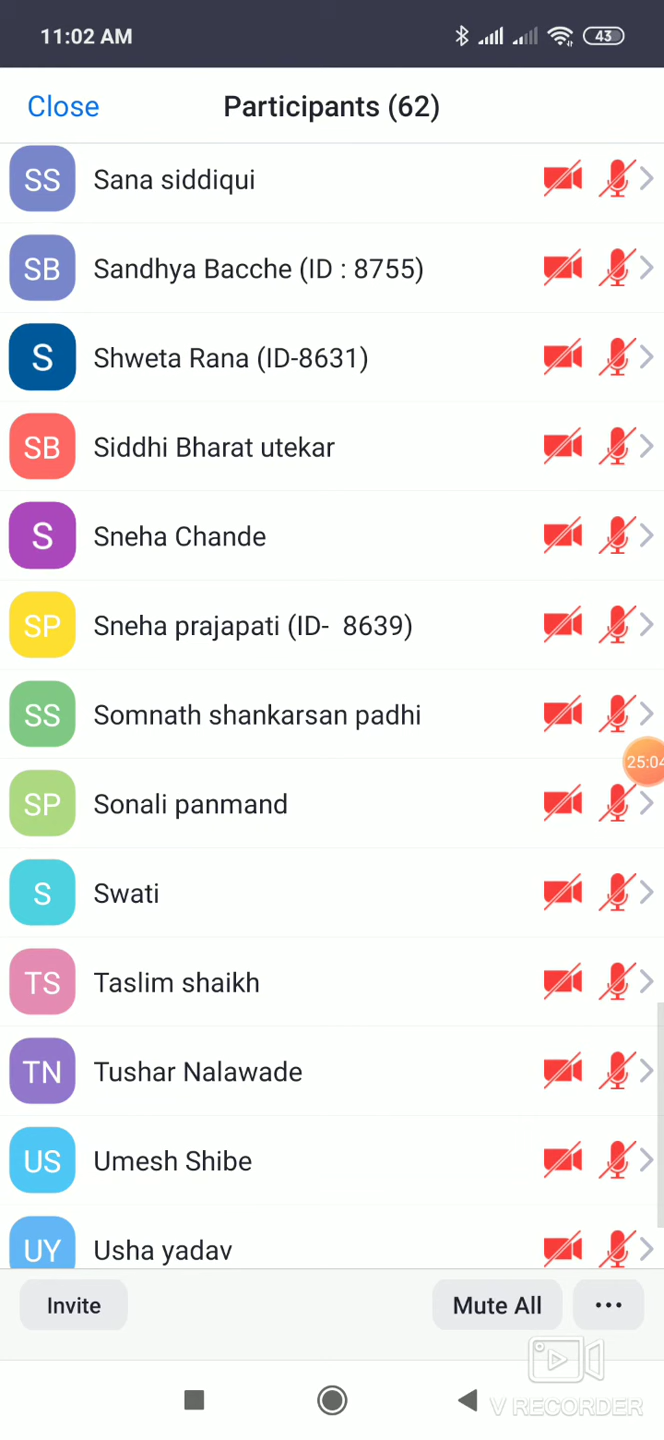 11:02 AM
43
Close
Participants (62)
SS Sana siddiqui
SB Sandhya Bacche (ID : 8755)
S Shweta Rana (ID-8631)
SB Siddhi Bharat utekar
S Sneha Chande
SP Sneha prajapati (ID-  8639)
SS Somnath shankarsan padhi
25:04
SP Sonali panmand
S Swati
TS Taslim shaikh
TN Tushar Nalawade
US Umesh Shibe
UY Usha yadav
Invite
Mute All
V RECORDER